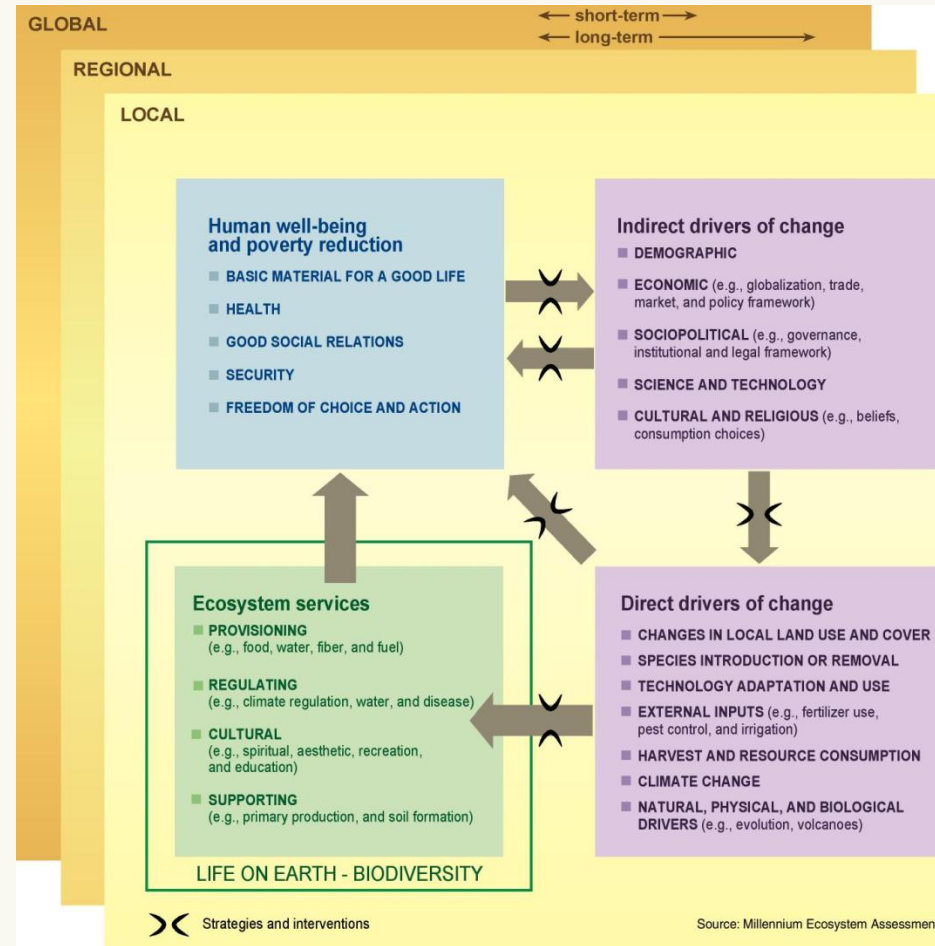 GLOBAL
short-term
long-term
REGIONAL
LOCAL
Human well-being
and poverty reduction
BASIC MATERIAL FOR A GOOD LIFE
HEALTH
GOOD SOCIAL RELATIONS
SECURITY
FREEDOM OF CHOICE AND ACTION
Indirect drivers of change
DEMOGRAPHIC
ECONOMIC (e.g., globalization, trade,
market, and policy framework)
SOCIOPOLITICAL (e.g., governance,
institutional and legal framework)
SCIENCE AND TECHNOLOGY
CULTURAL AND RELIGIOUS (e.g., beliefs,
consumption choices)
Ecosystem services
PROVISIONING
(e.g., food, water, fiber, and fuel)
REGULATING
(e.g., climate regulation, water, and disease)
CULTURAL
(e.g., spiritual, aesthetic, recreation,
and education)
SUPPORTING
(e.g., primary production, and soil formation)
LIFE ON EARTH - BIODIVERSITY
Direct drivers of change
CHANGES IN LOCAL LAND USE AND COVER
SPECIES INTRODUCTION OR REMOVAL
TECHNOLOGY ADAPTATION AND USE
EXTERNAL INPUTS (e.g., fertilizer use,
pest control, and irrigation)
HARVEST AND RESOURCE CONSUMPTION
CLIMATE CHANGE
NATURAL, PHYSICAL, AND BIOLOGICAL
DRIVERS (e.g., evolution, volcanoes)
Strategies and interventions
Source: Millennium Ecosystem Assessmen